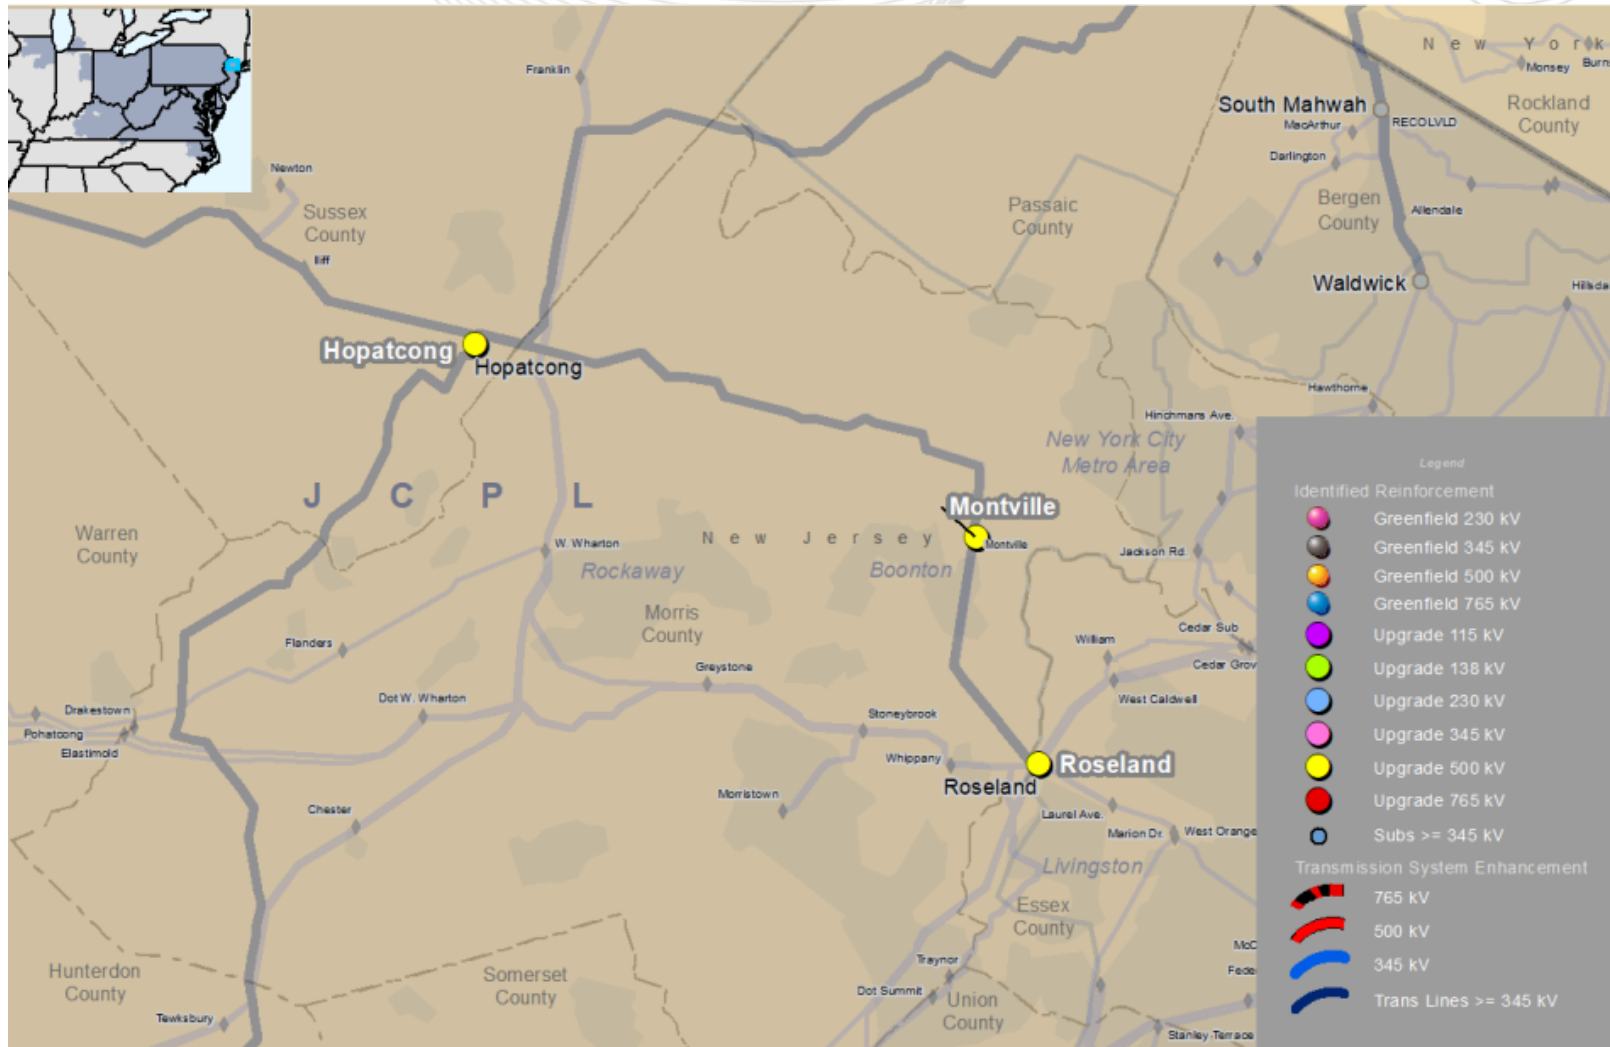 New York
Monsey
Burn
Franklin
South Mahwah
MacArthur
RECOLVLD
Rockland
County
Darlington
Newton
Sussex
County
Passaic
County
Bergen
County
Allendale
Iliff
Waldwick
Hillsda
Hopatcong
Hopatcong
Hawthorne
Hinchmans Ave.
New York City
Metro Area
J C P L
Montville
Montville
Warren
County
New Jersey
W. Wharton
Rockaway
Boonton
Jackson Rd.
Morris
County
Flanders
William
Cedar Sub
Cedar Grov
Greystone
Dot W. Wharton
West Caldwell
Drakestown
Pohatcong
Elastimold
Stoneybrook
Whippany
Roseland
Roseland
Morristown
Chester
Laurel Ave.
Marion Dr.
West Orange
Livingston
Essex
County
McC
Fede
Hunterdon
County
Somerset
County
Traynor
Dot Summit
Union
County
Tewksbury
Stanley Terrace
Legend
Identified Reinforcement
Greenfield 230 kV
Greenfield 345 kV
Greenfield 500 kV
Greenfield 765 kV
Upgrade 115 kV
Upgrade 138 kV
Upgrade 230 kV
Upgrade 345 kV
Upgrade 500 kV
Upgrade 765 kV
Subs >= 345 kV
Transmission System Enhancement
765 kV
500 kV
345 kV
Trans Lines >= 345 kV